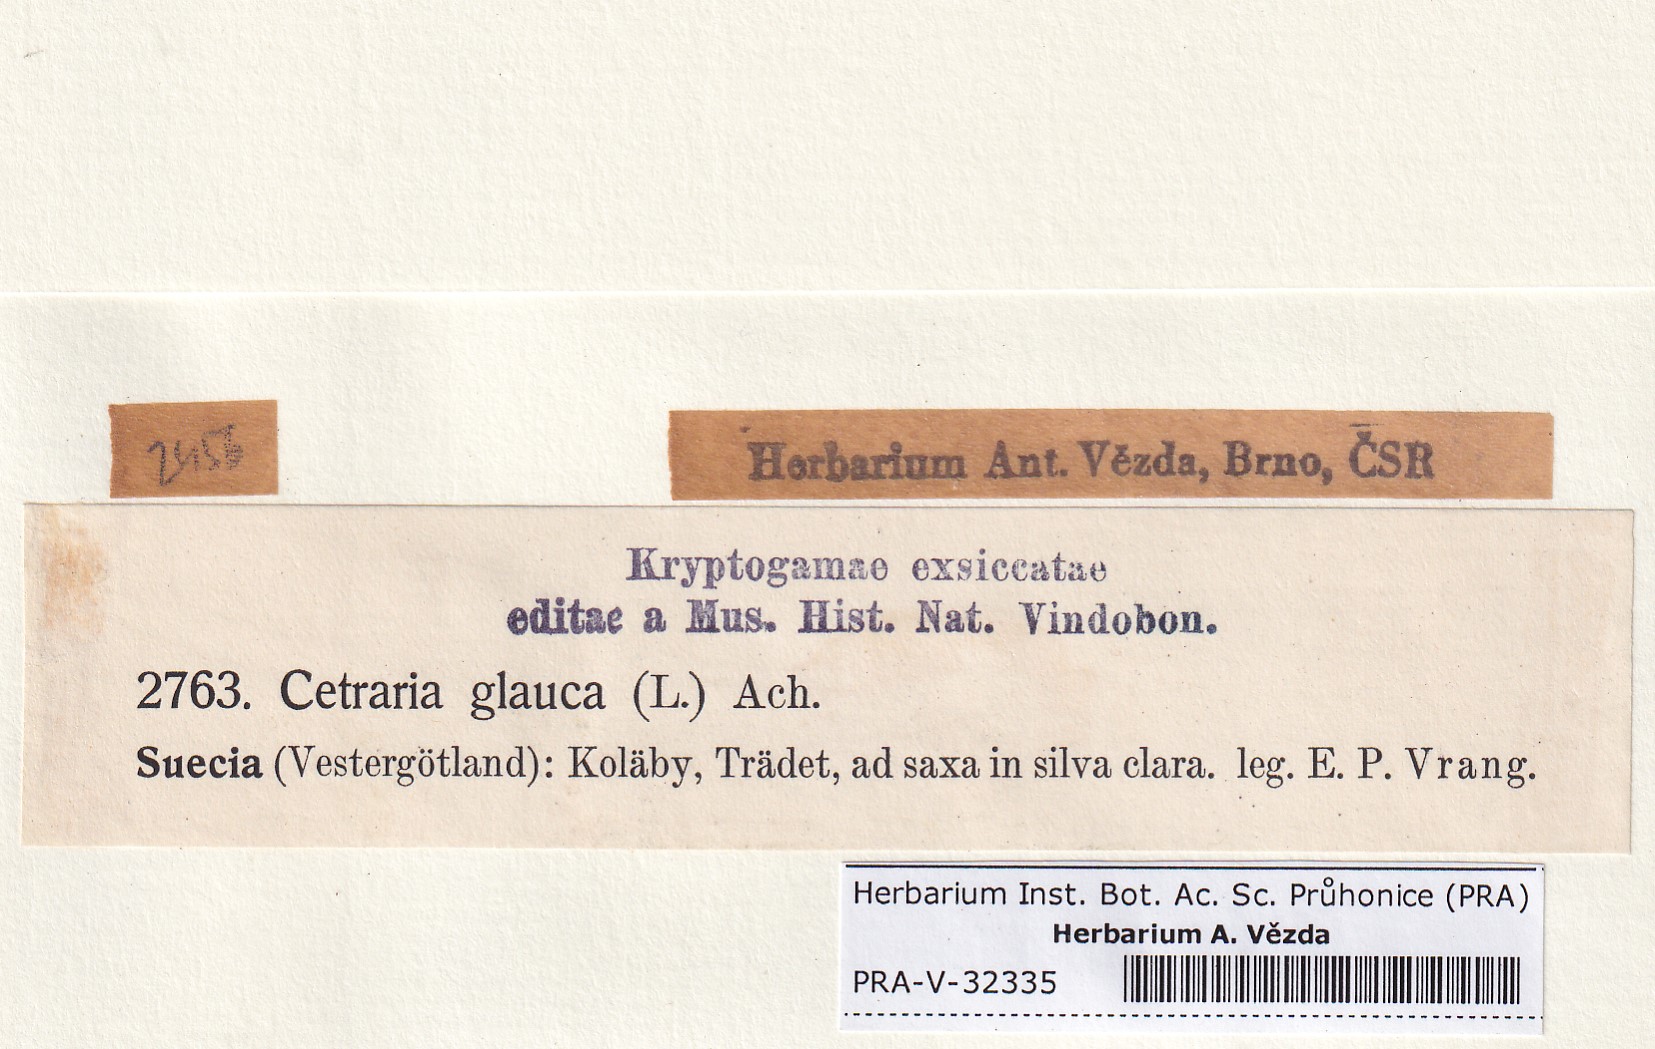 Herbarium Ant. Vězda, Brno, ČSR
Kryptogamae exsiccatae
editae a Mus. Hist. Nat. Vindobon.
2763. Cetraria glauca (L.) Ach.
Suecia (Vestergötland): Koläby, Trädet, ad saxa in silva clara. leg. E. P. Vrang.
Herbarium Inst. Bot. Ac. Sc. Průhonice (PRA)
Herbarium A. Vězda
PRA-V-32335